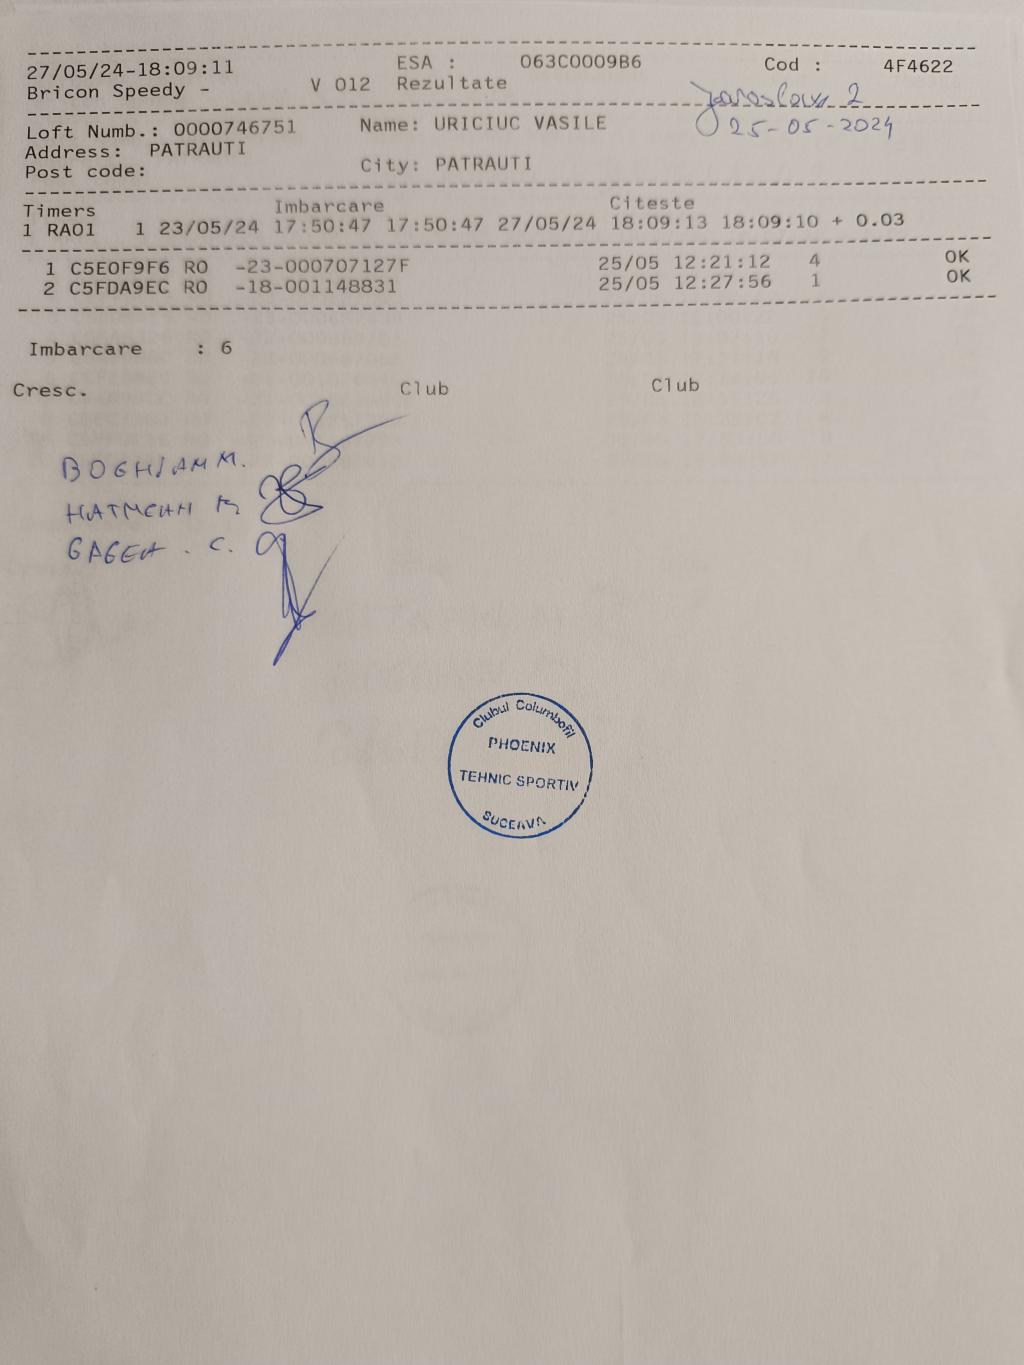 27/05/24-18:09:11 ESA : 063C0009B6 Cod : 4F4622
Bricon Speedy - V 012 Rezultate
Jaroslaw 2
25-05-2024
Loft Numb.: 0000746751 Name: URICIUC VASILE
Address: PATRAUTI
Post code: City: PATRAUTI
Timers Imbarcare Citeste
1 RA01 1 23/05/24 17:50:47 17:50:47 27/05/24 18:09:13 18:09:10 + 0.03
1 C5E0F9F6 RO -23-000707127F 25/05 12:21:12 4 OK
2 C5FDA9EC RO -18-001148831 25/05 12:27:56 1 OK
Imbarcare : 6
Cresc. Club Club
BOGHIAN M.
HATMEAN
GAGEA . C.
Clubul Columbofil
PHOENIX
TEHNIC SPORTIV
SUCEAVA